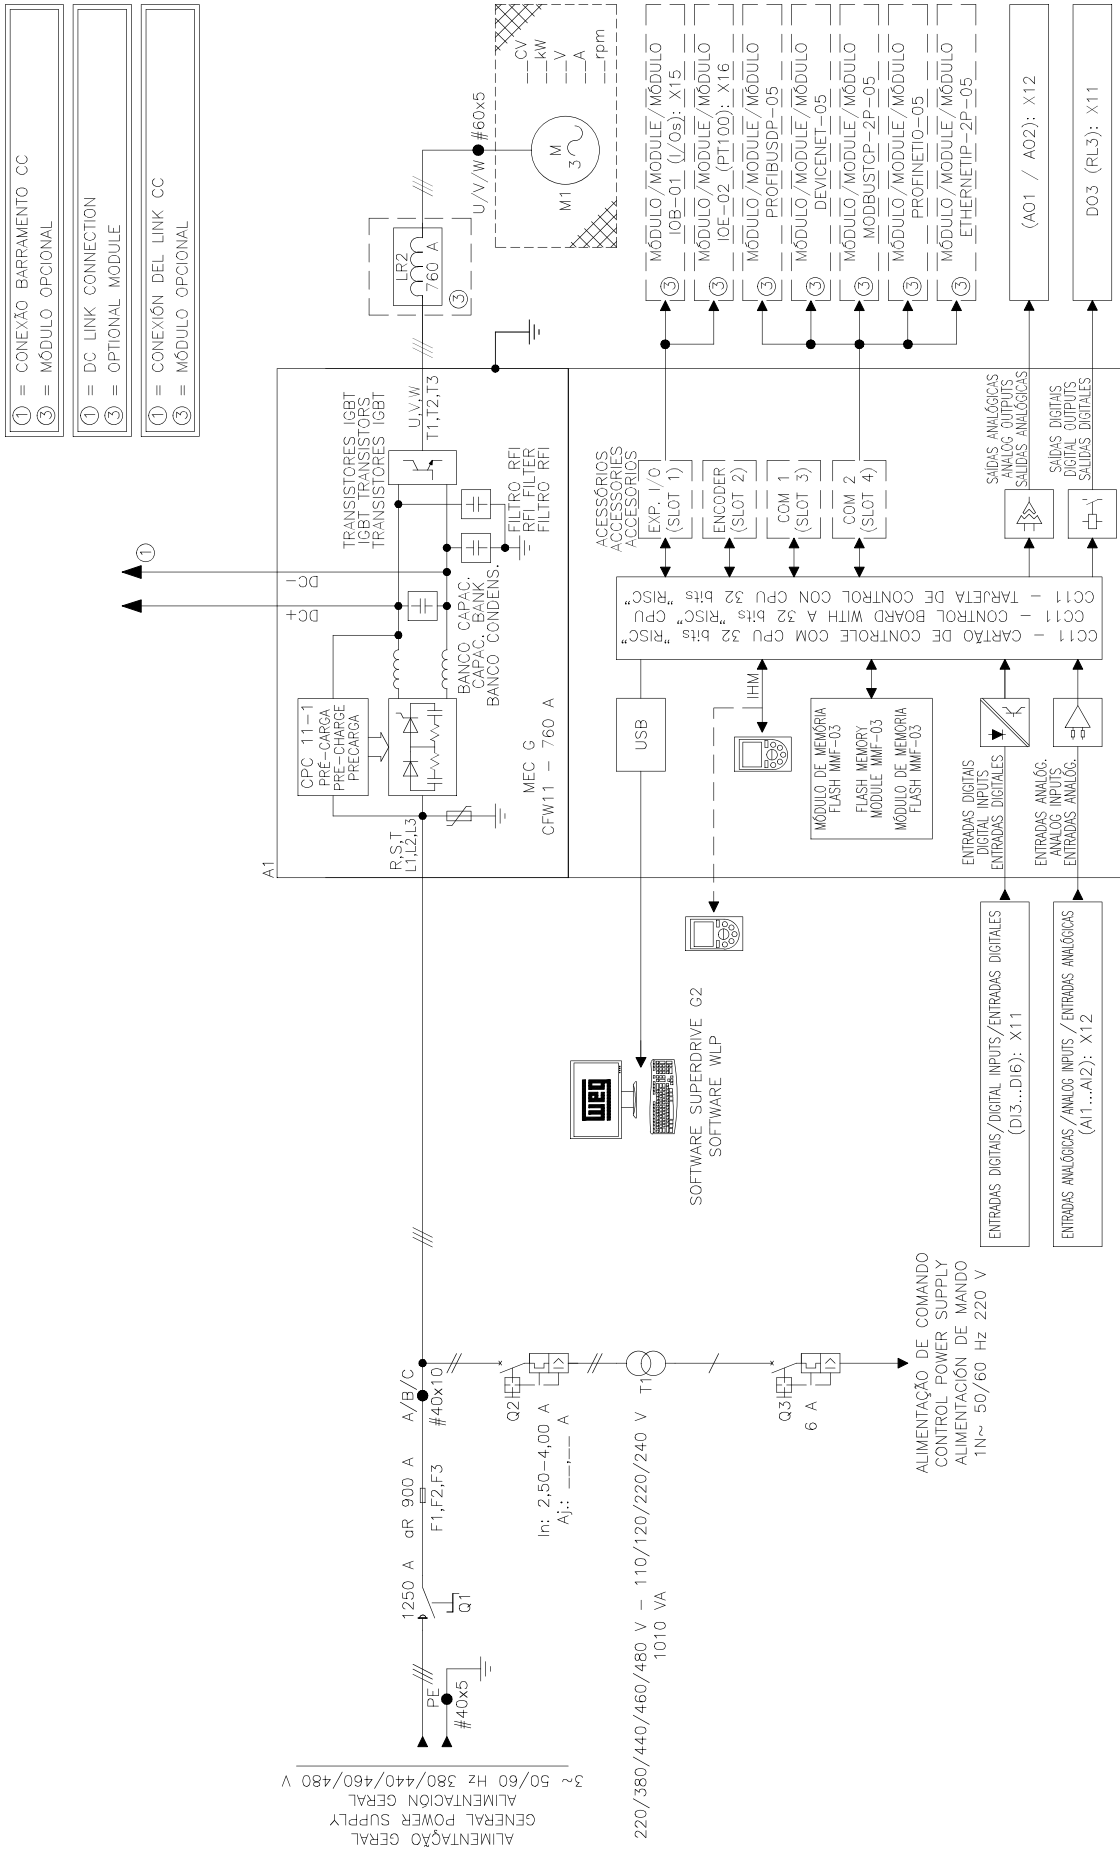 1 = CONEXÃO BARRAMENTO CC
3 = MÓDULO OPCIONAL
1 = DC LINK CONNECTION
3 = OPTIONAL MODULE
1 = CONEXIÓN DEL LINK CC
3 = MÓDULO OPCIONAL
ALIMENTAÇÃO GERAL
GENERAL POWER SUPPLY
ALIMENTACIÓN GERAL
3~ 50/60 Hz 380/440/460/480 V
PE
#40x5
1250 A
Q1
aR 900 A
F1,F2,F3
A/B/C
#40x10
Q2
In: 2,50-4,00 A
Aj.: __,__ A
T1
220/380/440/460/480 V - 110/120/220/240 V
1010 VA
Q3
6 A
ALIMENTAÇÃO DE COMANDO
CONTROL POWER SUPPLY
ALIMENTACIÓN DE MANDO
1N~ 50/60 Hz 220 V
A1
R,S,T
L1,L2,L3
CPC 11-1
PRÉ-CARGA
PRE-CHARGE
PRECARGA
DC+
DC-
1
BANCO CAPAC.
CAPAC. BANK
BANCO CONDENS.
TRANSISTORES IGBT
IGBT TRANSISTORS
TRANSISTORES IGBT
FILTRO RFI
RFI FILTER
FILTRO RFI
MEC G
CFW11 - 760 A
U,V,W
T1,T2,T3
LR2
760 A
3
U/V/W
#60x5
M
3
M1
__CV
__kW
__V
__A
__rpm
ACESSÓRIOS
ACCESSORIES
ACCESORIOS
EXP. I/O
(SLOT 1)
ENCODER
(SLOT 2)
COM 1
(SLOT 3)
COM 2
(SLOT 4)
3
MÓDULO/MODULE/MÓDULO
IOB-01 (I/Os): X15
3
MÓDULO/MODULE/MÓDULO
IOE-02 (PT100): X16
3
MÓDULO/MODULE/MÓDULO
PROFIBUSDP-05
3
MÓDULO/MODULE/MÓDULO
DEVICENET-05
3
MÓDULO/MODULE/MÓDULO
MODBUSTCP-2P-05
3
MÓDULO/MODULE/MÓDULO
PROFINETIO-05
3
MÓDULO/MODULE/MÓDULO
ETHERNETIP-2P-05
CC11 - CARTÃO DE CONTROLE COM CPU 32 bits "RISC"
CC11 - CONTROL BOARD WITH A 32 bits "RISC" CPU
CC11 - TARJETA DE CONTROL CON CPU 32 bits "RISC"
USB
IHM
weg
SOFTWARE SUPERDRIVE G2
SOFTWARE WLP
MÓDULO DE MEMÓRIA
FLASH MMF-03
FLASH MEMORY
MODULE MMF-03
MÓDULO DE MEMORIA
FLASH MMF-03
ENTRADAS DIGITAIS
DIGITAL INPUTS
ENTRADAS DIGITALES
ENTRADAS ANALÓG.
ANALOG INPUTS
ENTRADAS ANALÓG.
ENTRADAS DIGITAIS/DIGITAL INPUTS/ENTRADAS DIGITALES
(DI3...DI6): X11
ENTRADAS ANALÓGICAS/ANALOG INPUTS/ENTRADAS ANALÓGICAS
(AI1...AI2): X12
SAÍDAS ANALÓGICAS
ANALOG OUTPUTS
SALIDAS ANALÓGICAS
SAÍDAS DIGITAIS
DIGITAL OUTPUTS
SALIDAS DIGITALES
(AO1 / AO2): X12
DO3 (RL3): X11